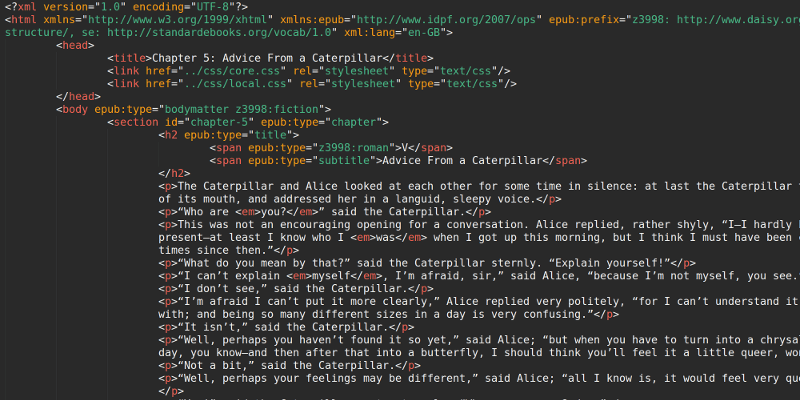 <?xml version="1.0" encoding="UTF-8"?>
<html xmlns="http://www.w3.org/1999/xhtml" xmlns:epub="http://www.idpf.org/2007/ops" epub:prefix="z3998: http://www.daisy.org
structure/, se: http://standardebooks.org/vocab/1.0" xml:lang="en-GB">
<head>
<title>Chapter 5: Advice From a Caterpillar</title>
<link href="../css/core.css" rel="stylesheet" type="text/css"/>
<link href="../css/local.css" rel="stylesheet" type="text/css"/>
</head>
<body epub:type="bodymatter z3998:fiction">
<section id="chapter-5" epub:type="chapter">
<h2 epub:type="title">
<span epub:type="z3998:roman">V</span>
<span epub:type="subtitle">Advice From a Caterpillar</span>
</h2>
<p>The Caterpillar and Alice looked at each other for some time in silence: at last the Caterpillar
of its mouth, and addressed her in a languid, sleepy voice.</p>
<p>“Who are <em>you?</em>” said the Caterpillar.</p>
<p>This was not an encouraging opening for a conversation. Alice replied, rather shyly, “I—I hardly
present—at least I know who I <em>was</em> when I got up this morning, but I think I must have been
times since then.”</p>
<p>“What do you mean by that?” said the Caterpillar sternly. “Explain yourself!”</p>
<p>“I can’t explain <em>myself</em>, I’m afraid, sir,” said Alice, “because I’m not myself, you see.
<p>“I don’t see,” said the Caterpillar.</p>
<p>“I’m afraid I can’t put it more clearly,” Alice replied very politely, “for I can’t understand it
with; and being so many different sizes in a day is very confusing.”</p>
<p>“It isn’t,” said the Caterpillar.</p>
<p>“Well, perhaps you haven’t found it so yet,” said Alice; “but when you have to turn into a
day, you know—and then after that into a butterfly, I should think you’ll feel it a little queer,
<p>“Not a bit,” said the Caterpillar.</p>
<p>“Well, perhaps your feelings may be different,” said Alice; “all I know is, it would feel very
</p>